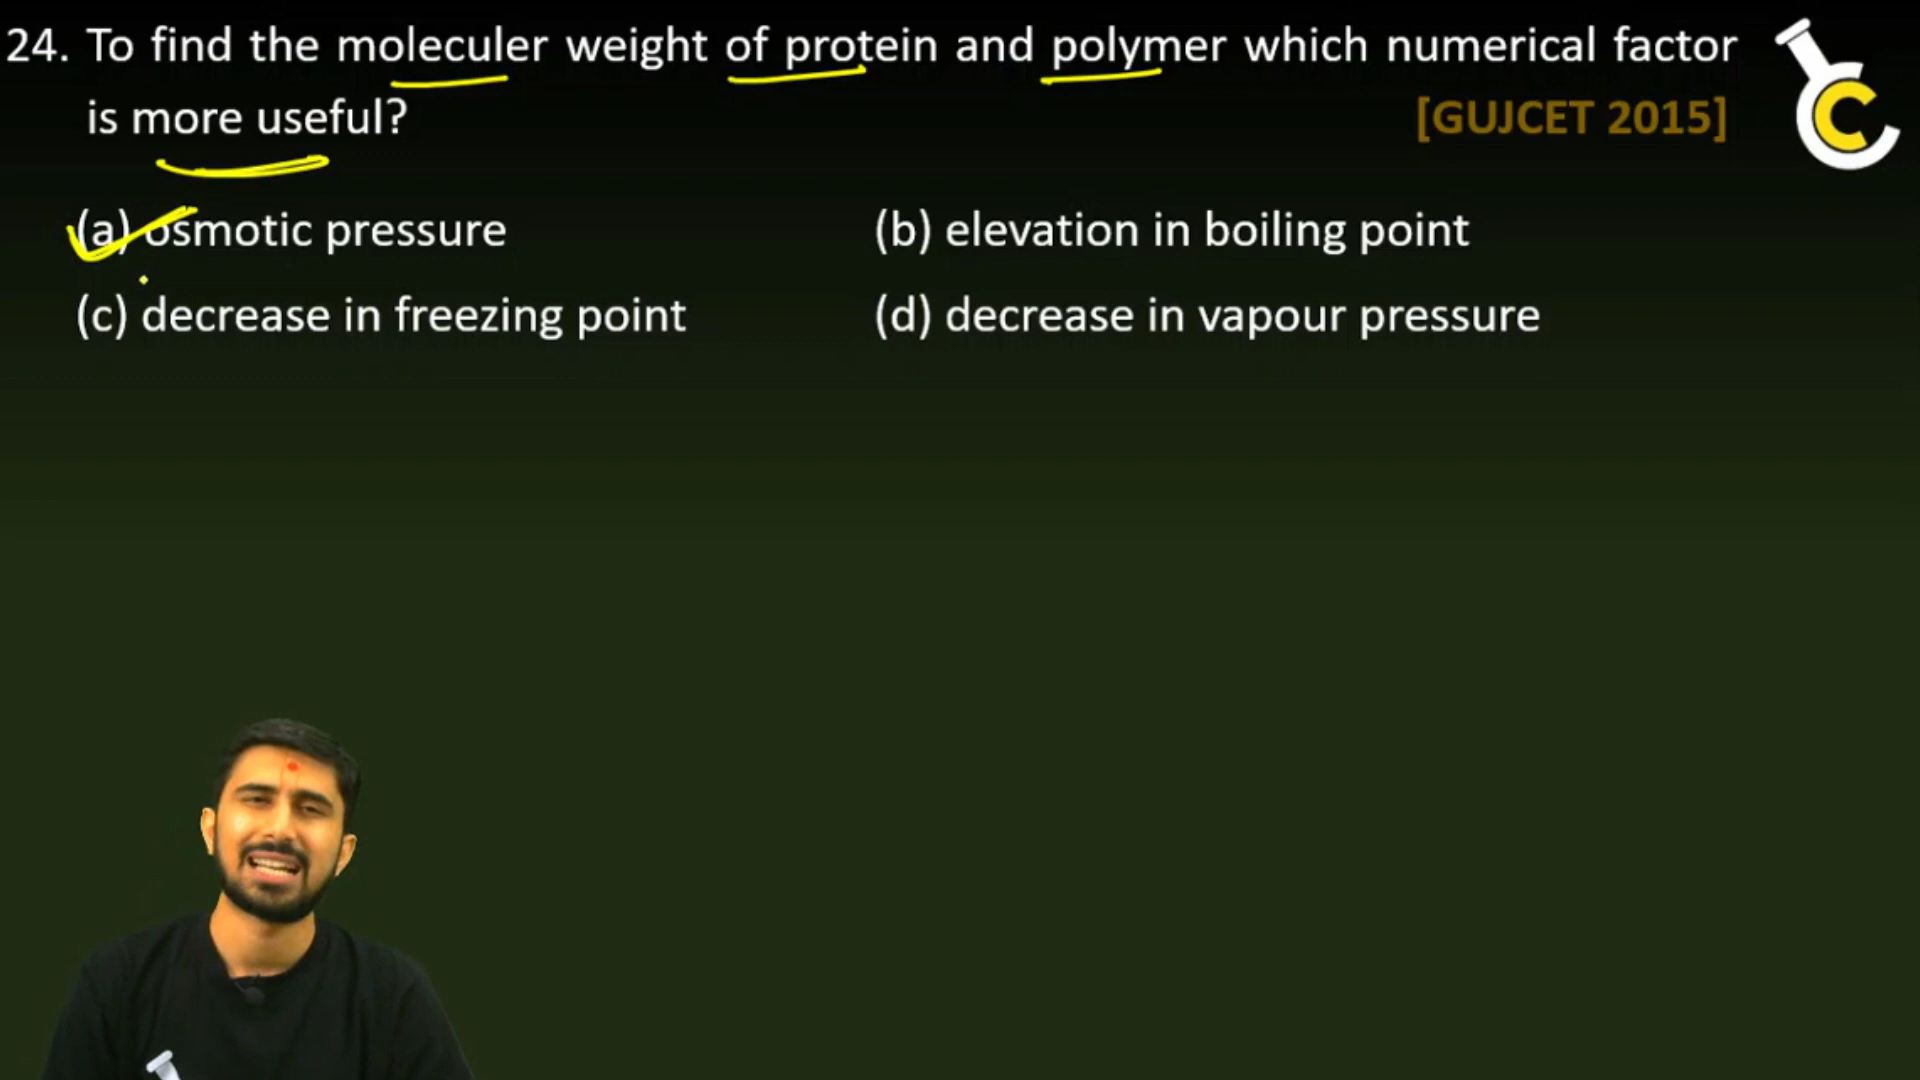 24. To find the moleculer weight of protein and polymer which numerical factor
is more useful? [GUJCET 2015]
(a) osmotic pressure (b) elevation in boiling point
(c) decrease in freezing point (d) decrease in vapour pressure